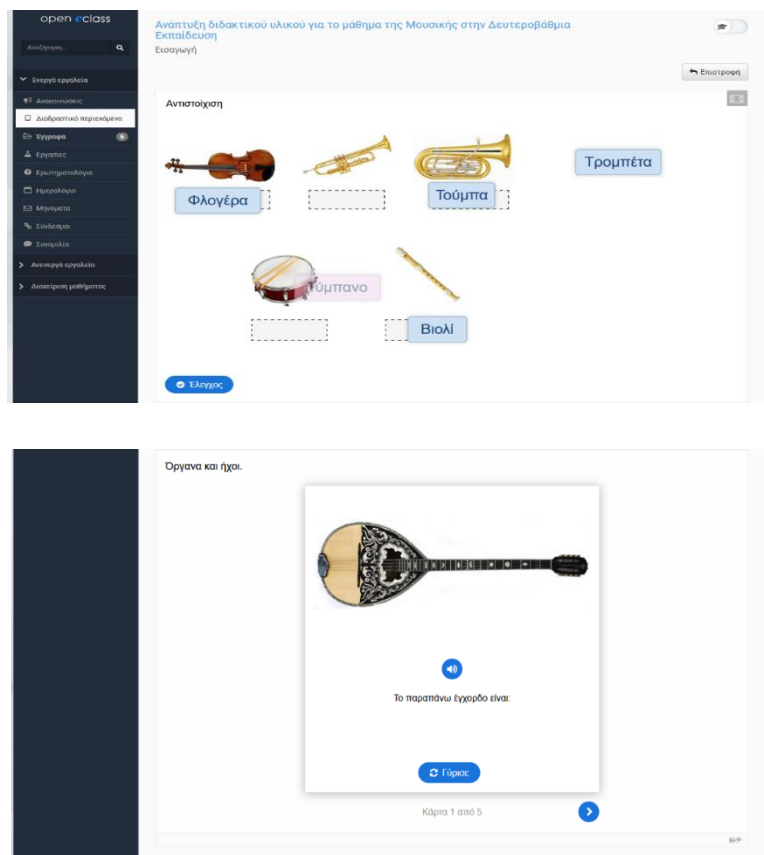 open eclass
Ανάπτυξη διδακτικού υλικού για το μάθημα της Μουσικής στην Δευτεροβάθμια
Εκπαίδευση
Εισαγωγή
Αναζήτηση...
Επιστροφή
Ενεργά εργαλεία
Ανακοινώσεις
Διαδραστικό περιεχόμενο
Έγγραφα
Εργασίες
Ερωτηματολόγια
Ημερολόγιο
Μηνύματα
Σύνδεσμοι
Συνομιλία
Ανενεργά εργαλεία
Διαχείριση μαθήματος
Αντιστοίχιση
Τρομπέτα
Φλογέρα
Τούμπα
ύμπανο
Βιολί
Έλεγχος
Όργανα και ήχοι.
Το παραπάνω έγχορδο είναι:
Γύρισε
Κάρτα 1 από 5
H-P